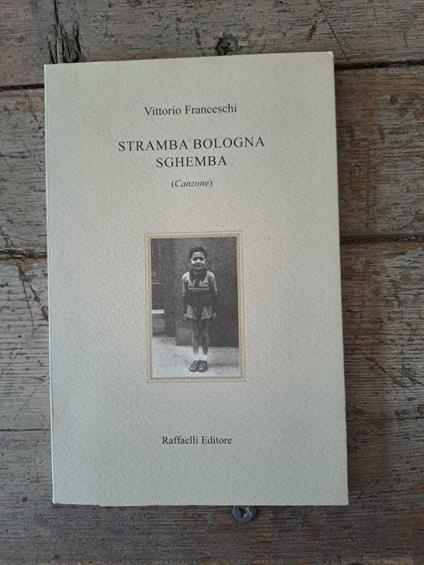 Vittorio Franceschi
STRAMBA BOLOGNA
SGHEMBA
(Canzone)
Raffaelli Editore